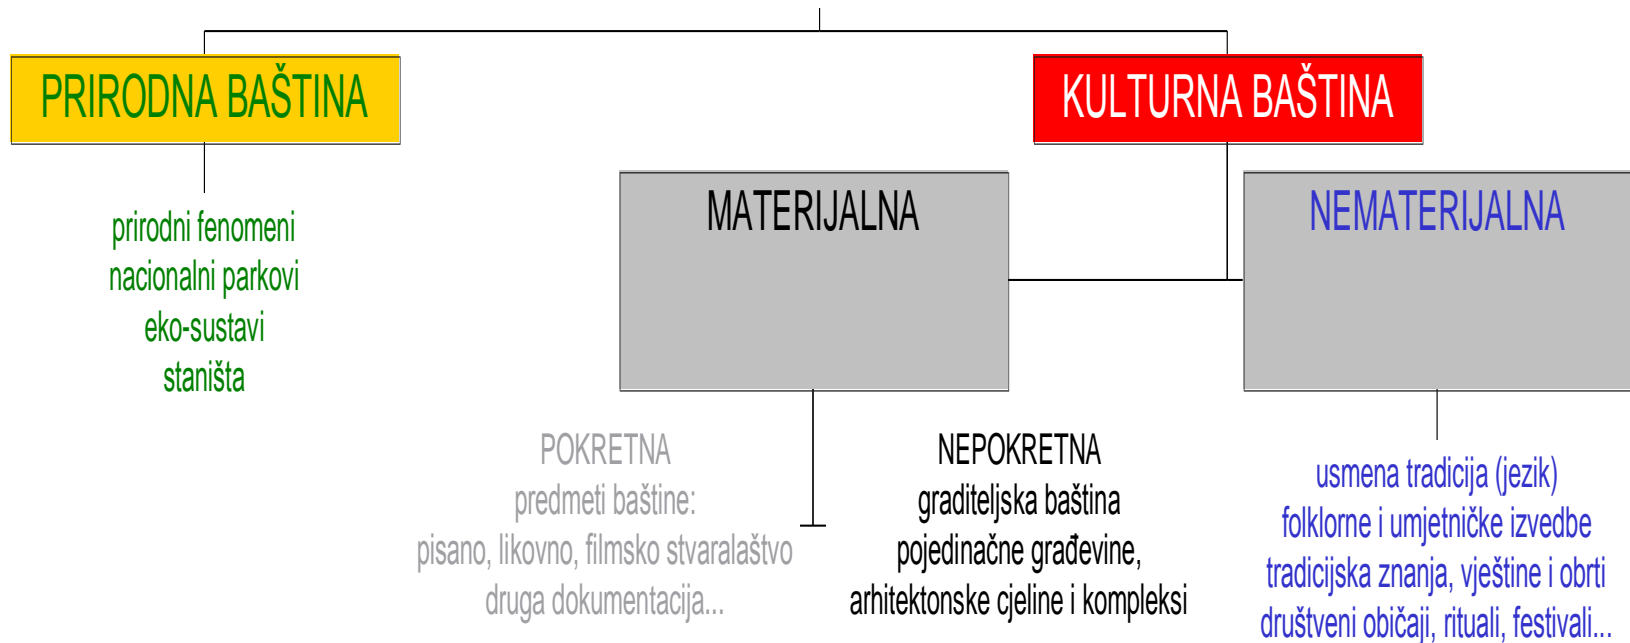 PRIRODNA BAŠTINA
prirodni fenomeni
nacionalni parkovi
eko-sustavi
staništa
KULTURNA BAŠTINA
MATERIJALNA
POKRETNA
predmeti baštine:
pisano, likovno, filmsko stvaralaštvo
druga dokumentacija...
NEPOKRETNA
graditeljska baština
pojedinačne građevine,
arhitektonske cjeline i kompleksi
NEMATERIJALNA
usmena tradicija (jezik)
folklorne i umjetničke izvedbe
tradicijska znanja, vještine i obrti
društveni običaji, rituali, festivali...